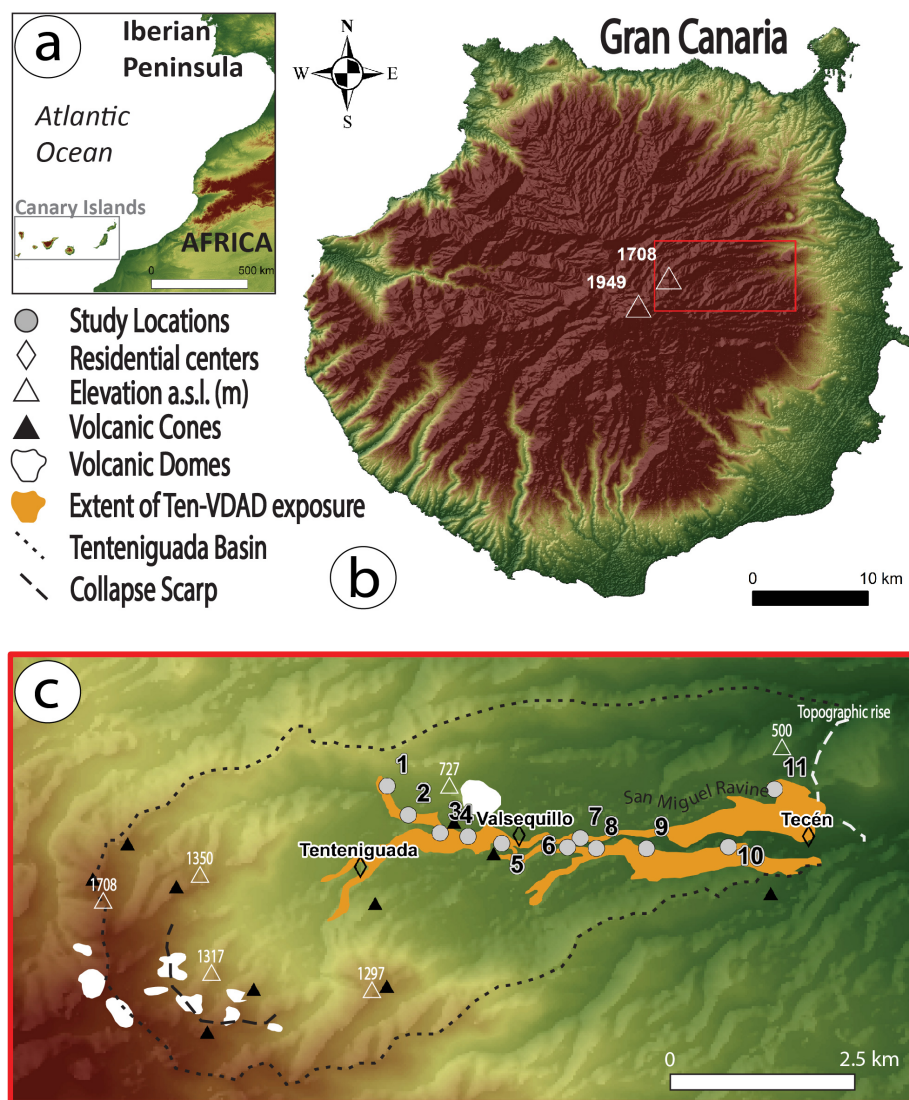 a
Iberian
Peninsula
Atlantic
Ocean
Canary Islands
AFRICA
0 500 km
N
W E
S
Gran Canaria
1708
1949
Study Locations
Residential centers
Elevation a.s.l. (m)
Volcanic Cones
Volcanic Domes
Extent of Ten-VDAD exposure
Tenteniguada Basin
Collapse Scarp
b
0 10 km
c
Topographic rise
500
1
727
11
2
San Miguel Ravine
3
4
Valsequillo
7
8
9
Tecén
Tenteniguada
6
5
10
1350
1708
1317
1297
0 2.5 km